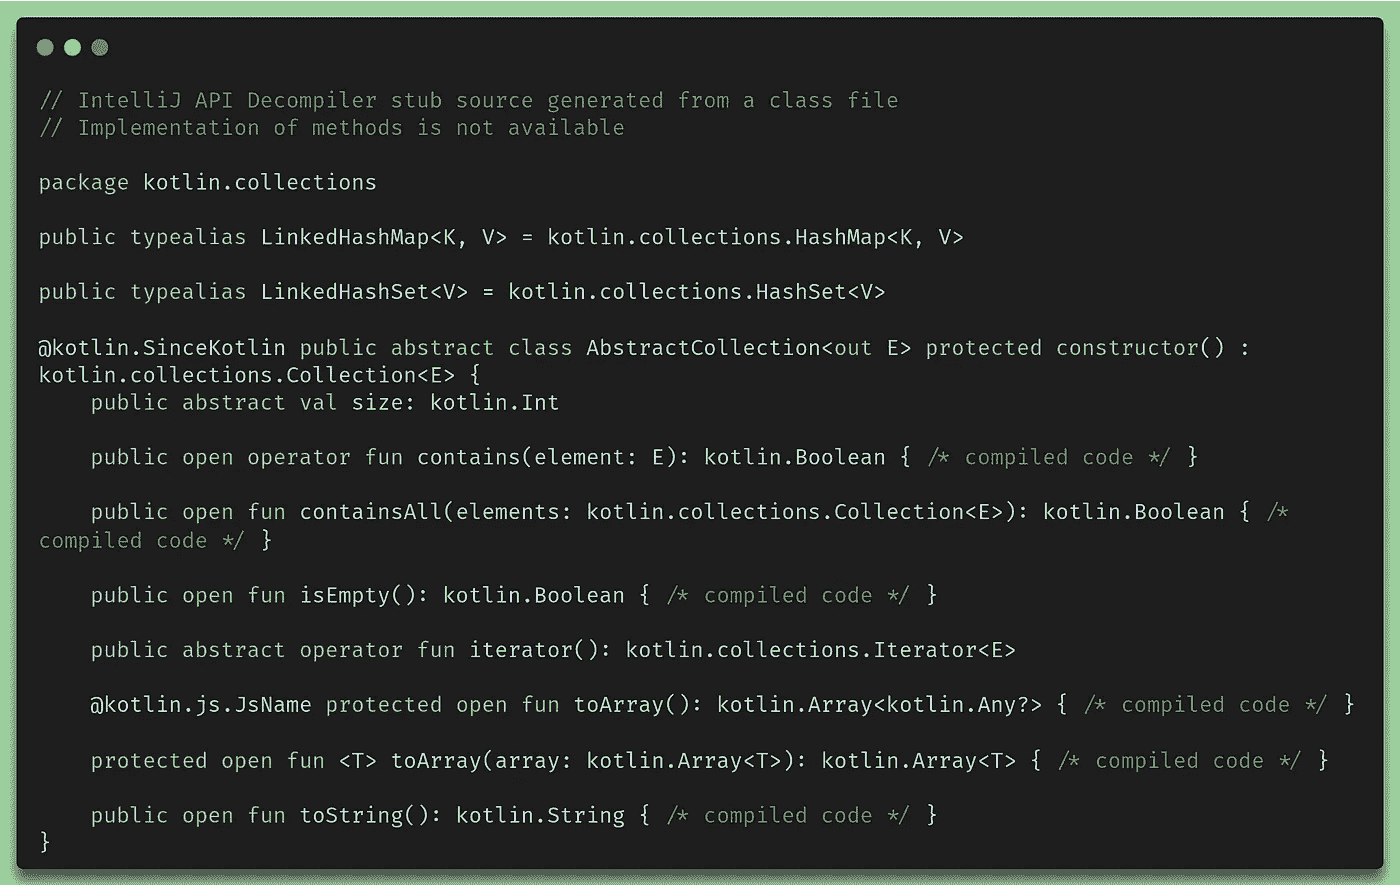 // IntelliJ API Decompiler stub source generated from a class file
// Implementation of methods is not available
package kotlin.collections
public typealias LinkedHashMap<K, V> = kotlin.collections.HashMap<K, V>
public typealias LinkedHashSet<V> = kotlin.collections.HashSet<V>
@kotlin.SinceKotlin public abstract class AbstractCollection<out E> protected constructor() :
kotlin.collections.Collection<E> {
    public abstract val size: kotlin.Int
    public open operator fun contains(element: E): kotlin.Boolean { /* compiled code */ }
    public open fun containsAll(elements: kotlin.collections.Collection<E>): kotlin.Boolean { /*
compiled code */ }
    public open fun isEmpty(): kotlin.Boolean { /* compiled code */ }
    public abstract operator fun iterator(): kotlin.collections.Iterator<E>
    @kotlin.js.JsName protected open fun toArray(): kotlin.Array<kotlin.Any?> { /* compiled code */ }
    protected open fun <T> toArray(array: kotlin.Array<T>): kotlin.Array<T> { /* compiled code */ }
    public open fun toString(): kotlin.String { /* compiled code */ }
}